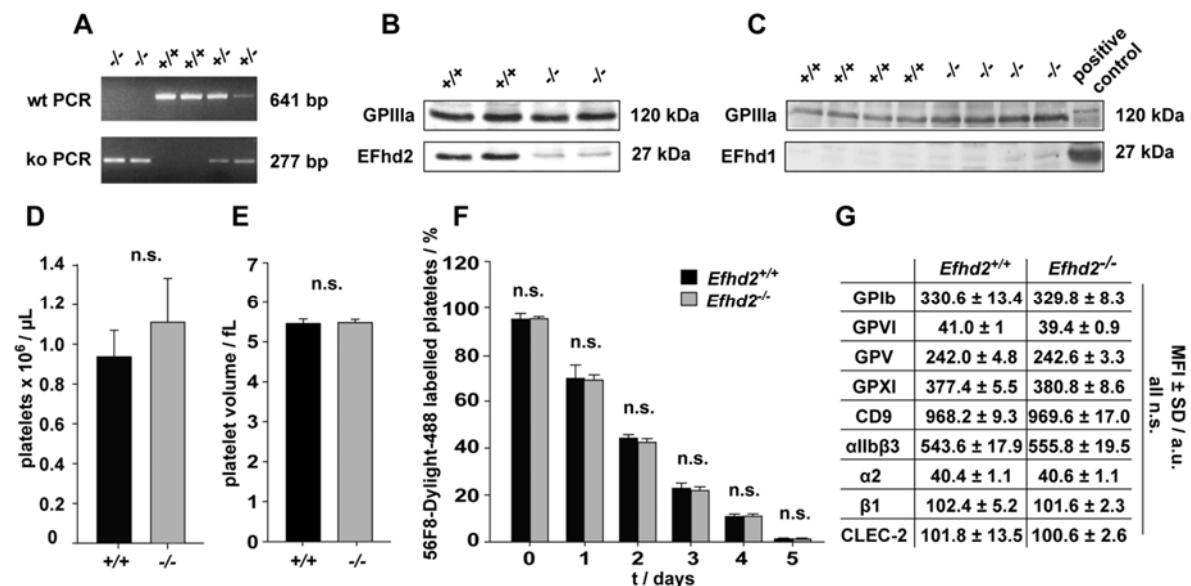 A
-/- -/- +/+ +/+ +/- +/-
wt PCR 641 bp
ko PCR 277 bp
B
+/+ +/+ -/- -/-
GPIIIa 120 kDa
EFhd2 27 kDa
C
+/+ +/+ +/+ +/+ -/- -/- -/- -/- positive control
GPIIIa 120 kDa
EFhd1 27 kDa
D
n.s.
platelets x 10⁶ / µL
1.4
1.2
1.0
0.8
0.6
0.4
0.2
0
+/+ -/-
E
n.s.
platelet volume / fL
7
6
5
4
3
2
1
0
+/+ -/-
F
56F8-Dylight-488 labelled platelets / %
120
100
80
60
40
20
0
Efhd2+/+
Efhd2-/-
n.s.
n.s.
n.s.
n.s.
n.s.
n.s.
0 1 2 3 4 5
t / days
G
Efhd2+/+ Efhd2-/-
GPIb 330.6 ± 13.4 329.8 ± 8.3
GPVI 41.0 ± 1 39.4 ± 0.9
GPV 242.0 ± 4.8 242.6 ± 3.3
GPXI 377.4 ± 5.5 380.8 ± 8.6
CD9 968.2 ± 9.3 969.6 ± 17.0
αIIbβ3 543.6 ± 17.9 555.8 ± 19.5
α2 40.4 ± 1.1 40.6 ± 1.1
β1 102.4 ± 5.2 101.6 ± 2.3
CLEC-2 101.8 ± 13.5 100.6 ± 2.6
MFI ± SD / a.u.
all n.s.